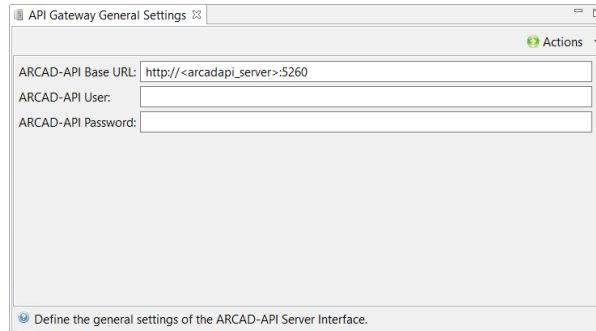 API Gateway General Settings
Actions
ARCAD-API Base URL: http://<arcadapi_server>:5260
ARCAD-API User:
ARCAD-API Password:
Define the general settings of the ARCAD-API Server Interface.